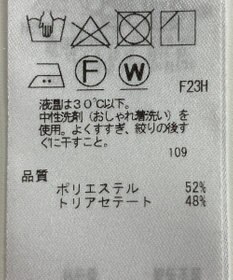 F W F23H
液温は30℃以下。
中性洗剤(おしゃれ着洗い)を
使用。よくすすぎ、絞りの後す
ぐに干すこと。
109
品質
ポリエステル 52%
トリアセテート 48%